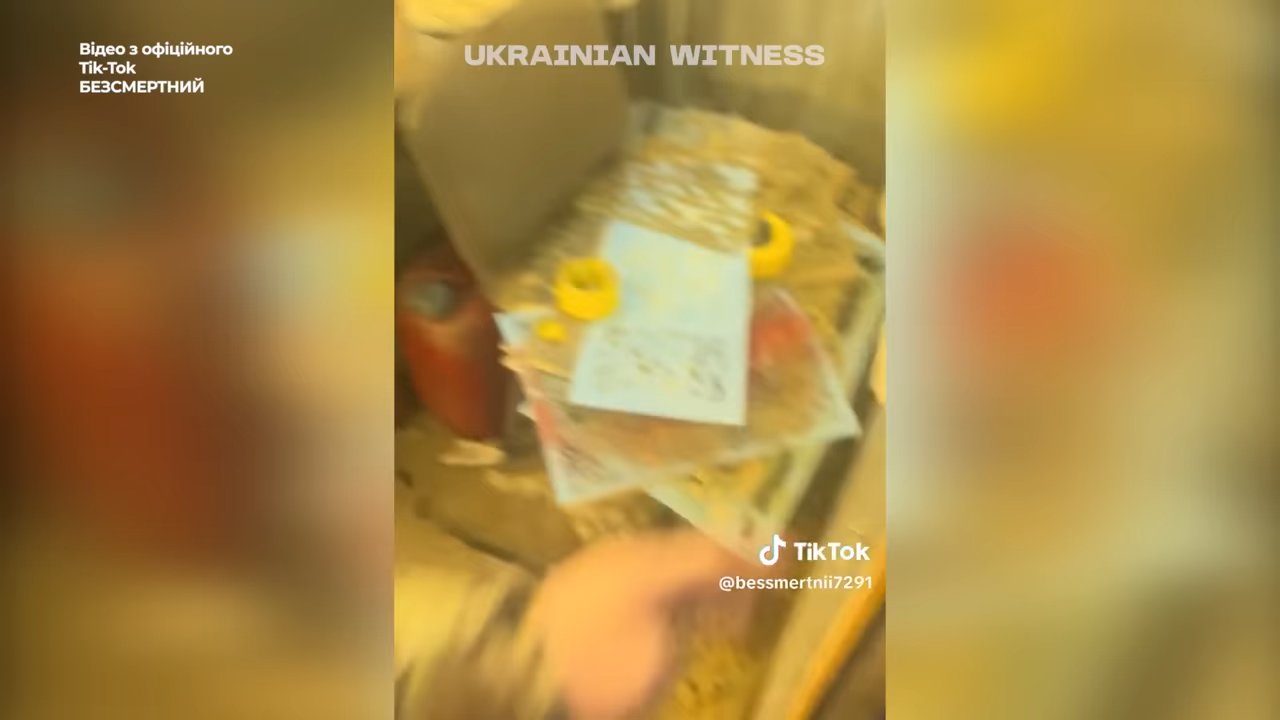 Відео з офіційного
Tik-Tok
БЕЗСМЕРТНИЙ
UKRAINIAN WITNESS
TikTok
@bessmertnii7291